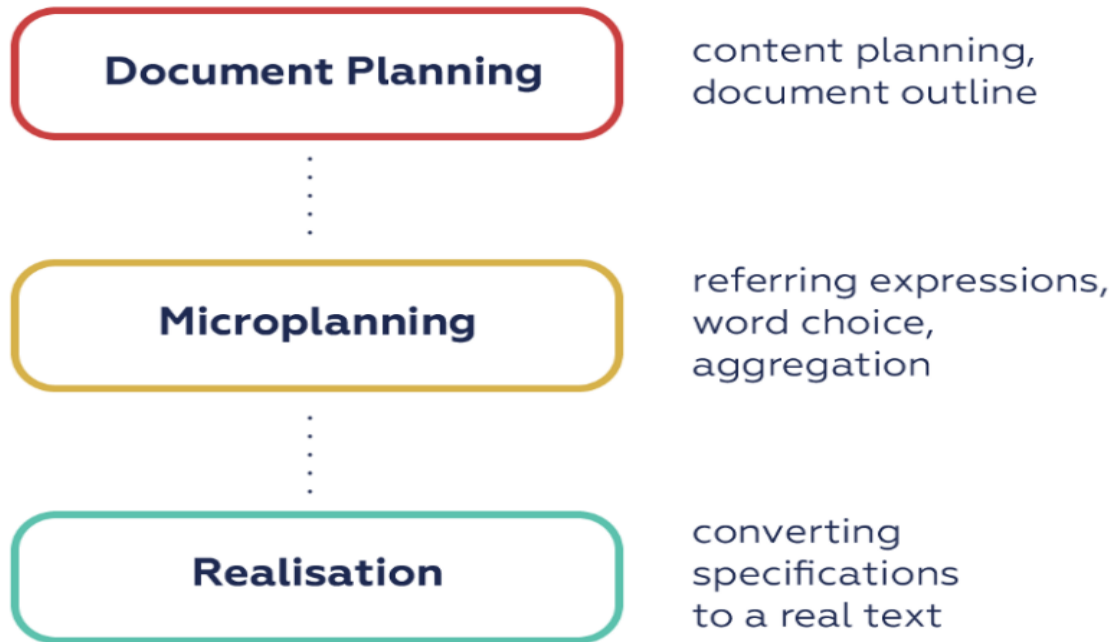 Document Planning
content planning,
document outline
Microplanning
referring expressions,
word choice,
aggregation
Realisation
converting
specifications
to a real text